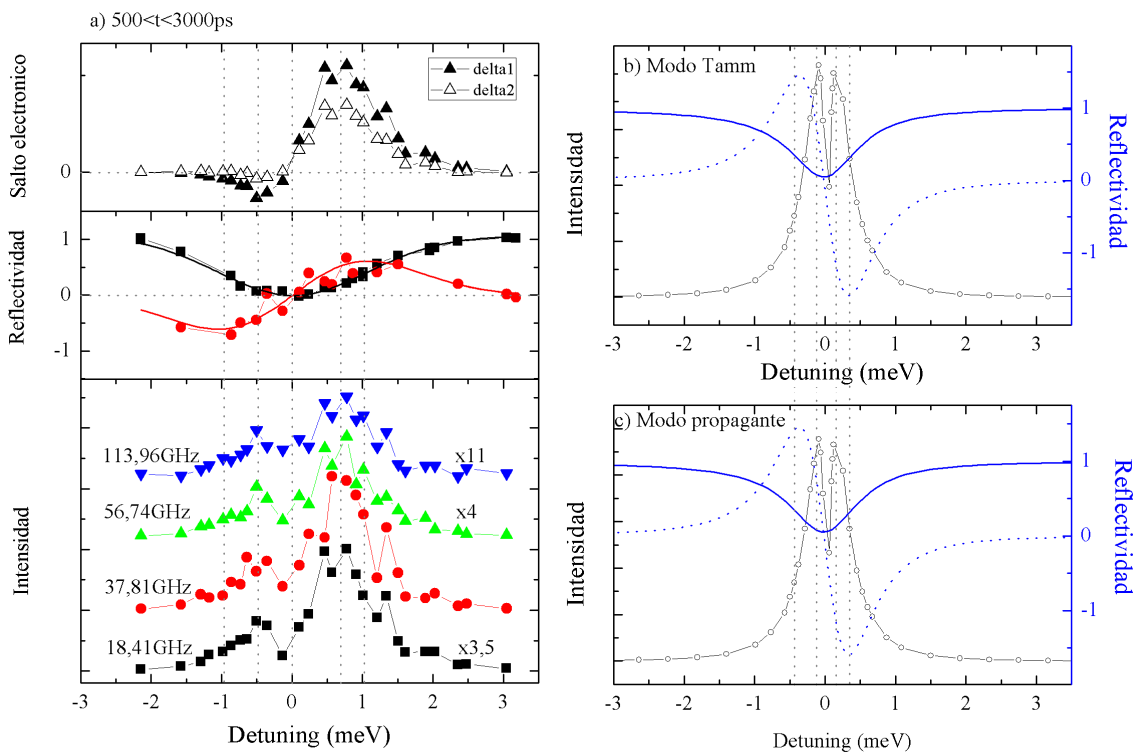 a) 500<t<3000ps
Salto electronico
delta1
delta2
0
Reflectividad
1
0
-1
Intensidad
113,96GHz
x11
56,74GHz
x4
37,81GHz
18,41GHz
x3,5
-2 -1 0 1 2 3
Detuning (meV)
b) Modo Tamm
Intensidad
Reflectividad
1
0
-1
-3 -2 -1 0 1 2 3
Detuning (meV)
c) Modo propagante
Intensidad
Reflectividad
1
0
-1
-3 -2 -1 0 1 2 3
Detuning (meV)